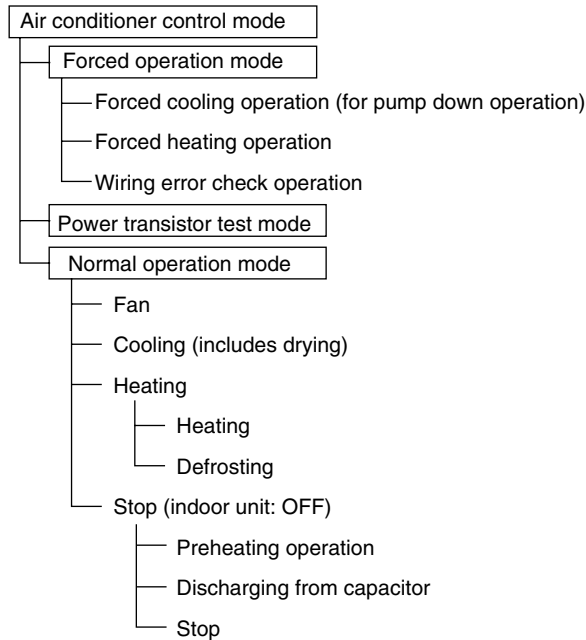 Air conditioner control mode
Forced operation mode
Forced cooling operation (for pump down operation)
Forced heating operation
Wiring error check operation
Power transistor test mode
Normal operation mode
Fan
Cooling (includes drying)
Heating
Heating
Defrosting
Stop (indoor unit: OFF)
Preheating operation
Discharging from capacitor
Stop